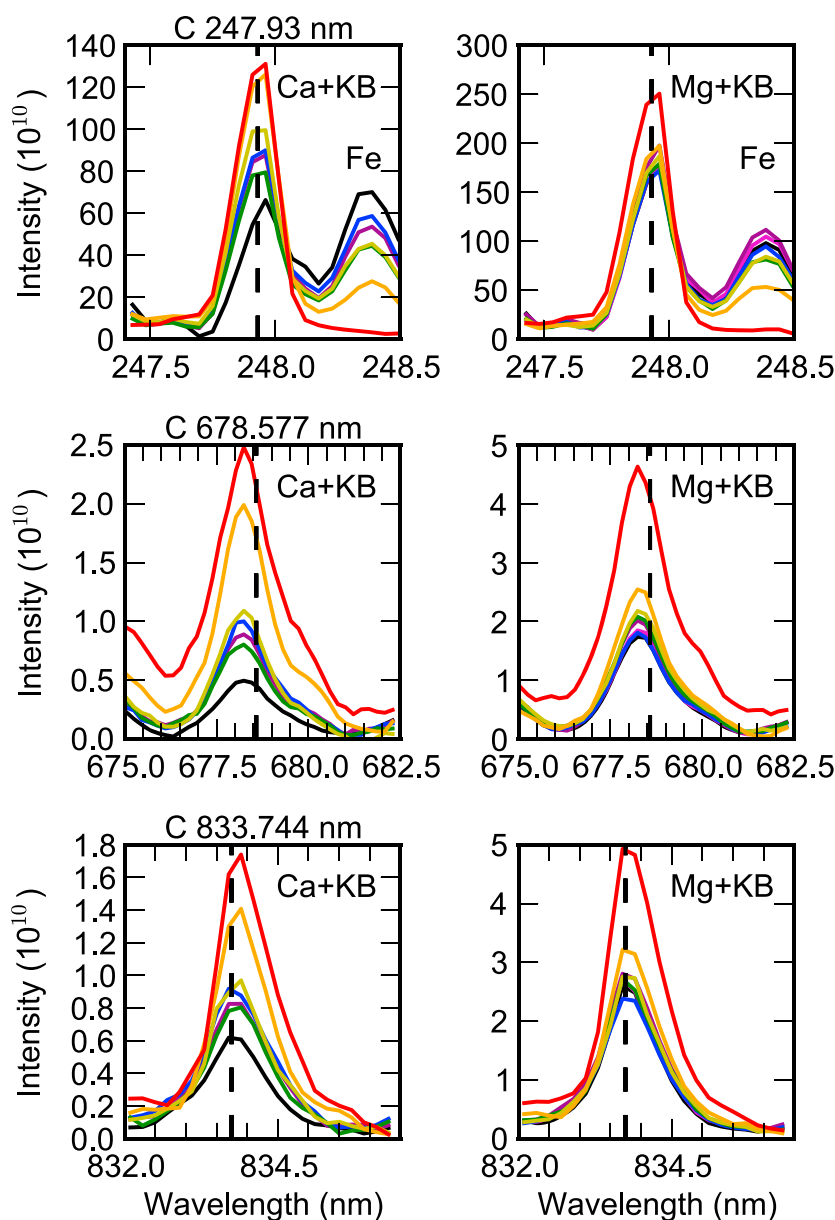 C 247.93 nm
Intensity (10¹⁰)
140
120
100
80
60
40
20
0
Ca+KB
Fe
247.5 248.0 248.5
300
250
200
150
100
50
0
Mg+KB
Fe
247.5 248.0 248.5
C 678.577 nm
Intensity (10¹⁰)
2.5
2.0
1.5
1.0
0.5
0.0
Ca+KB
675.0 677.5 680.0 682.5
5
4
3
2
1
0
Mg+KB
675.0 677.5 680.0 682.5
C 833.744 nm
Intensity (10¹⁰)
1.8
1.6
1.4
1.2
1.0
0.8
0.6
0.4
0.2
0.0
Ca+KB
832.0 834.5
Wavelength (nm)
5
4
3
2
1
0
Mg+KB
832.0 834.5
Wavelength (nm)